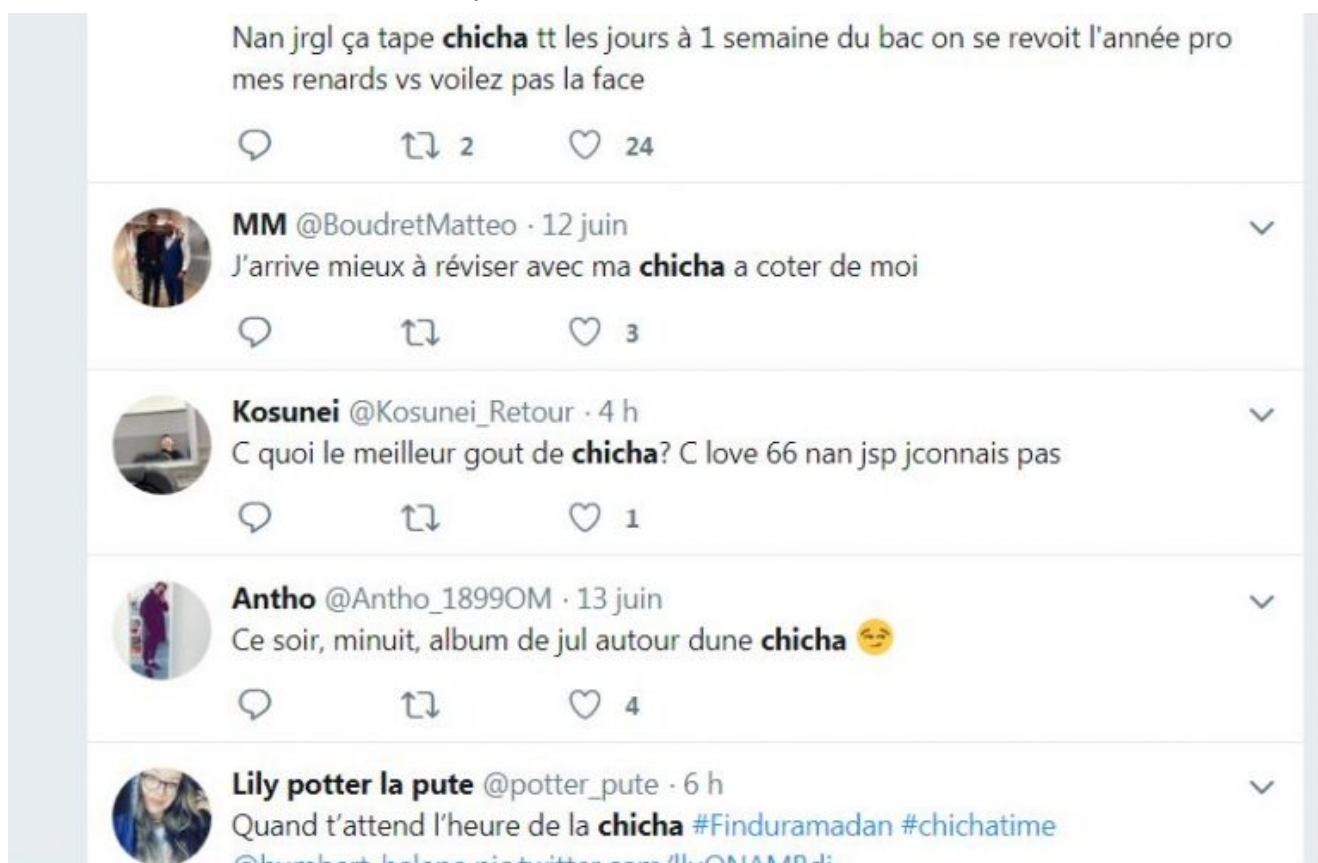 Nan jrgl ça tape chicha tt les jours à 1 semaine du bac on se revoit l'année pro
mes renards vs voilez pas la face
2 24
MM @BoudretMatteo · 12 juin
J'arrive mieux à réviser avec ma chicha a coter de moi
3
Kosunei @Kosunei_Retour · 4 h
C quoi le meilleur gout de chicha? C love 66 nan jsp jconnais pas
1
Antho @Antho_1899OM · 13 juin
Ce soir, minuit, album de jul autour dune chicha 😏
4
Lily potter la pute @potter_pute · 6 h
Quand t'attend l'heure de la chicha #Finduramadan #chichatime